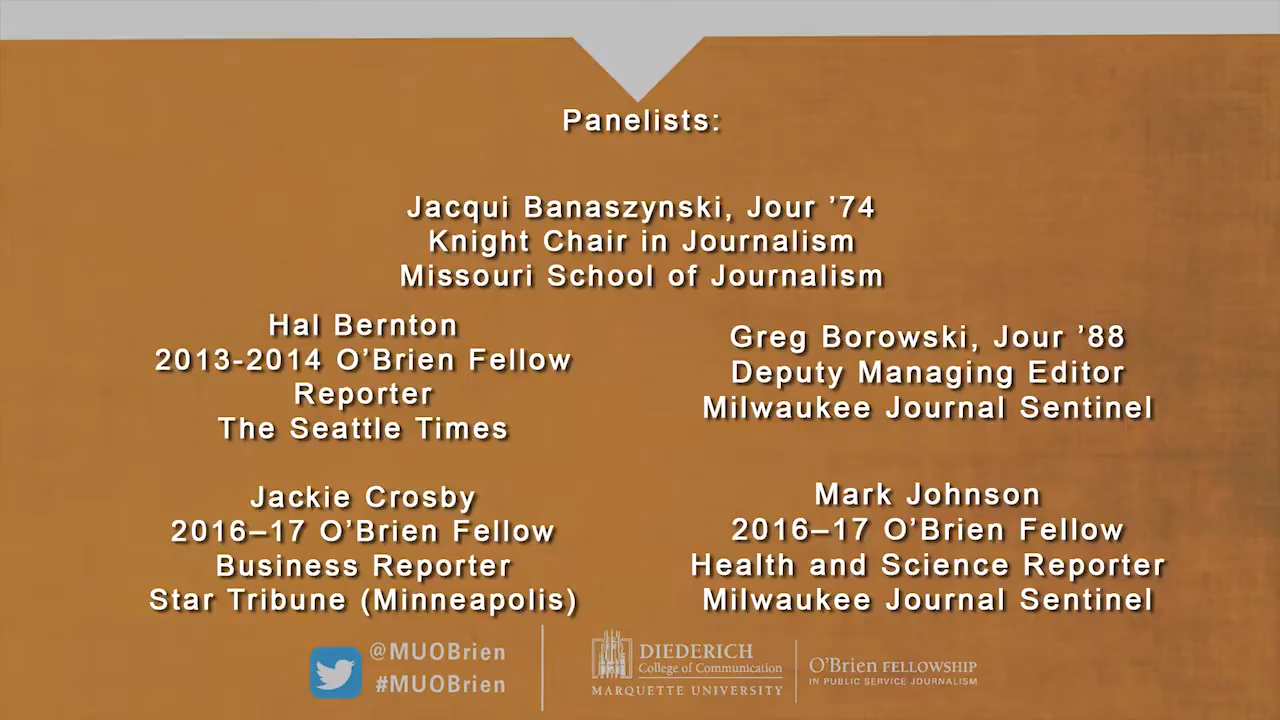 Panelists:
Jacqui Banaszynski, Jour ’74
Knight Chair in Journalism
Missouri School of Journalism
Hal Bernton
2013-2014 O’Brien Fellow
Reporter
The Seattle Times
Greg Borowski, Jour ’88
Deputy Managing Editor
Milwaukee Journal Sentinel
Jackie Crosby
2016–17 O’Brien Fellow
Business Reporter
Star Tribune (Minneapolis)
Mark Johnson
2016–17 O’Brien Fellow
Health and Science Reporter
Milwaukee Journal Sentinel
@MUOBrien
#MUOBrien
DIEDERICH
College of Communication
MARQUETTE UNIVERSITY
O’Brien FELLOWSHIP
IN PUBLIC SERVICE JOURNALISM